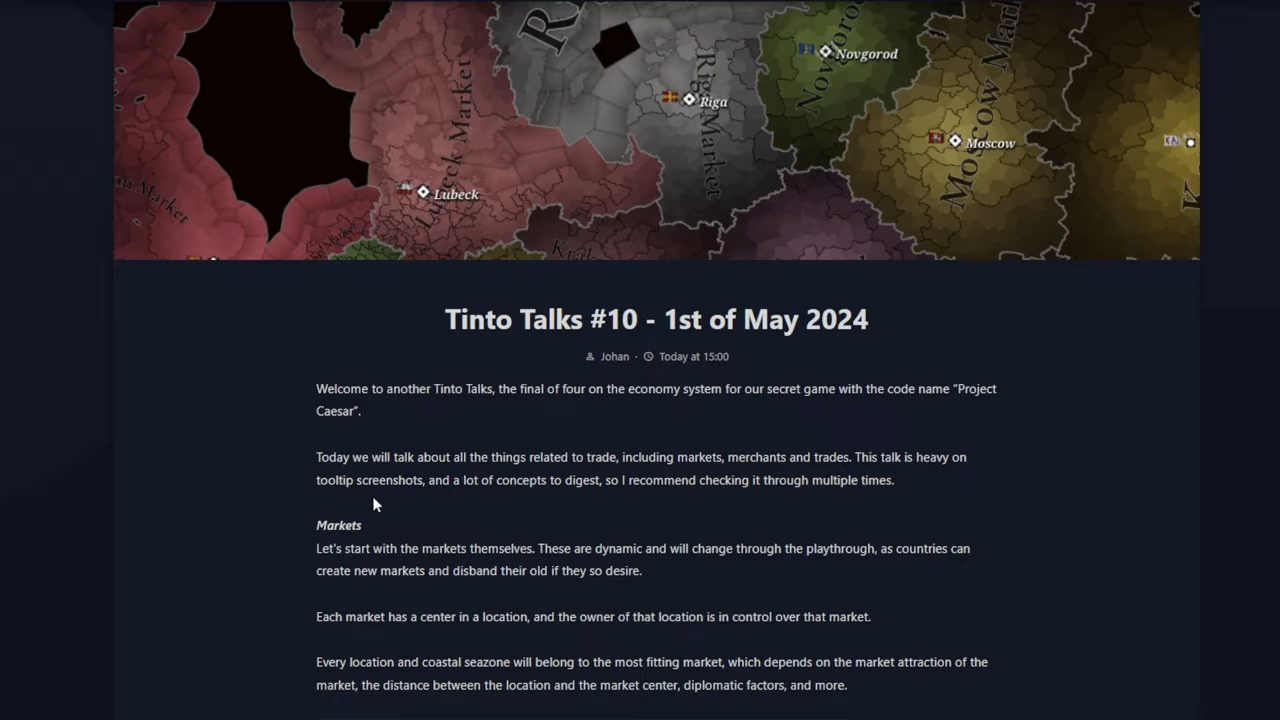 Novgorod
Novgorod
Riga
Riga Market
Moscow
Moscow Mark
Lubeck
Lubeck Market
Market
Market
Tinto Talks #10 - 1st of May 2024
Johan · Today at 15:00
Welcome to another Tinto Talks, the final of four on the economy system for our secret game with the code name “Project
Caesar”.
Today we will talk about all the things related to trade, including markets, merchants and trades. This talk is heavy on
tooltip screenshots, and a lot of concepts to digest, so I recommend checking it through multiple times.
Markets
Let's start with the markets themselves. These are dynamic and will change through the playthrough, as countries can
create new markets and disband their old if they so desire.
Each market has a center in a location, and the owner of that location is in control over that market.
Every location and coastal seazone will belong to the most fitting market, which depends on the market attraction of the
market, the distance between the location and the market center, diplomatic factors, and more.